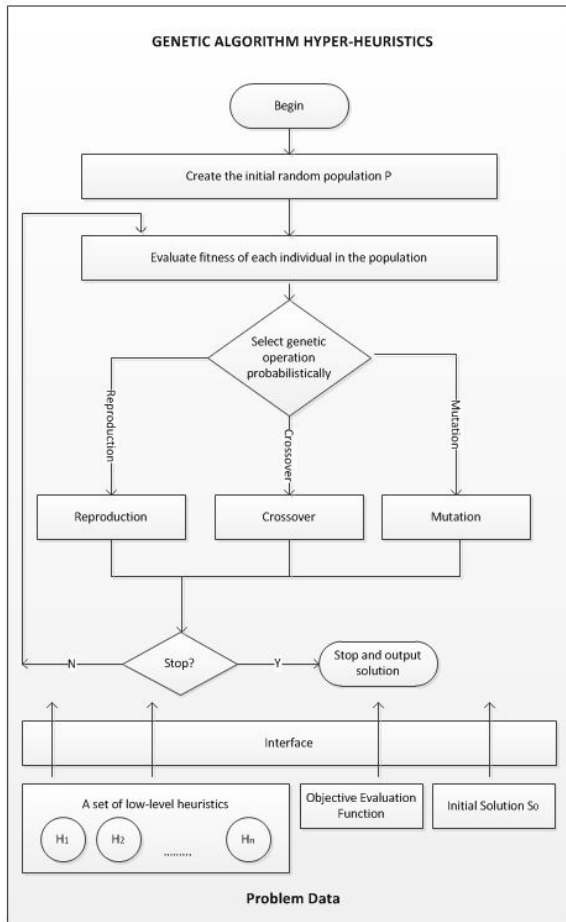 GENETIC ALGORITHM HYPER-HEURISTICS
Begin
Create the initial random population P
Evaluate fitness of each individual in the population
Select genetic
operation
probabilistically
Reproduction
Crossover
Mutation
Reproduction
Crossover
Mutation
N
Stop?
Y
Stop and output
solution
Interface
A set of low-level heuristics
H1
H2
.........
Hn
Objective Evaluation
Function
Initial Solution S0
Problem Data